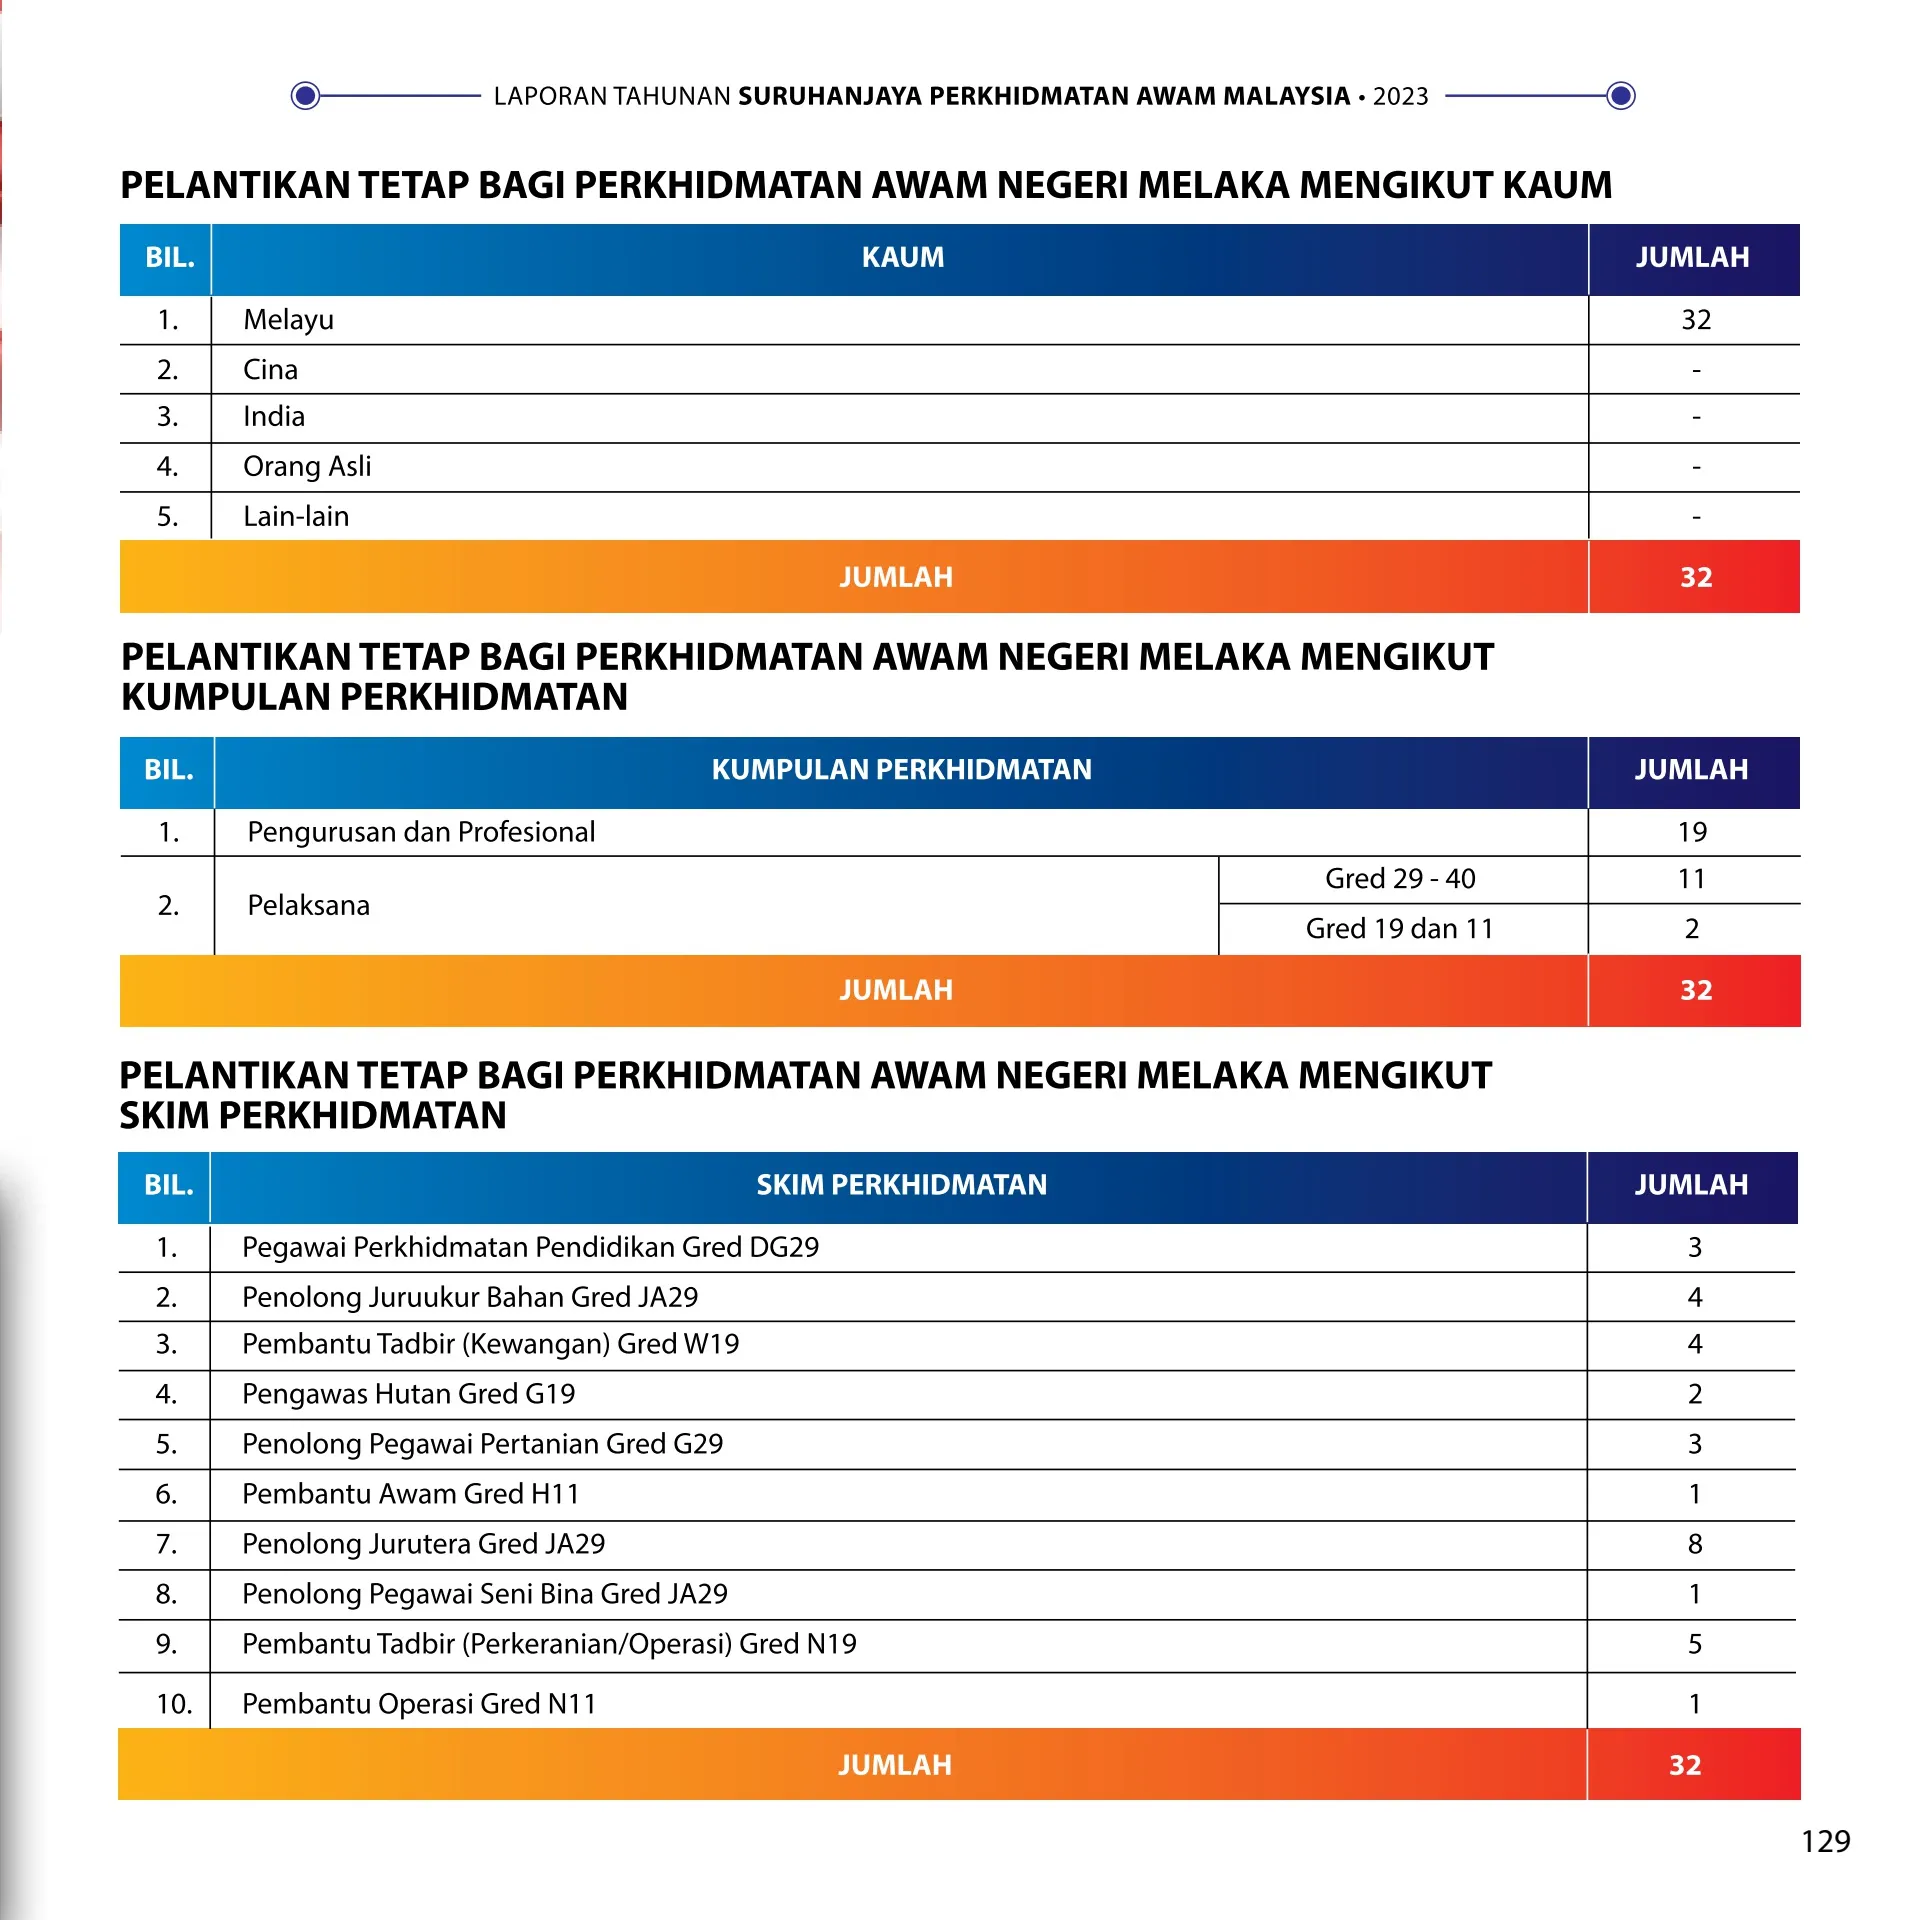 LAPORAN TAHUNAN SURUHANJAYA PERKHIDMATAN AWAM MALAYSIA • 2023
PELANTIKAN TETAP BAGI PERKHIDMATAN AWAM NEGERI MELAKA MENGIKUT KAUM
BIL. KAUM JUMLAH
1. Melayu 32
2. Cina -
3. India -
4. Orang Asli -
5. Lain-lain -
JUMLAH 32
PELANTIKAN TETAP BAGI PERKHIDMATAN AWAM NEGERI MELAKA MENGIKUT
KUMPULAN PERKHIDMATAN
BIL. KUMPULAN PERKHIDMATAN JUMLAH
1. Pengurusan dan Profesional 19
2. Pelaksana Gred 29 - 40 11
Gred 19 dan 11 2
JUMLAH 32
PELANTIKAN TETAP BAGI PERKHIDMATAN AWAM NEGERI MELAKA MENGIKUT
SKIM PERKHIDMATAN
BIL. SKIM PERKHIDMATAN JUMLAH
1. Pegawai Perkhidmatan Pendidikan Gred DG29 3
2. Penolong Juruukur Bahan Gred JA29 4
3. Pembantu Tadbir (Kewangan) Gred W19 4
4. Pengawas Hutan Gred G19 2
5. Penolong Pegawai Pertanian Gred G29 3
6. Pembantu Awam Gred H11 1
7. Penolong Jurutera Gred JA29 8
8. Penolong Pegawai Seni Bina Gred JA29 1
9. Pembantu Tadbir (Perkeranian/Operasi) Gred N19 5
10. Pembantu Operasi Gred N11 1
JUMLAH 32
129